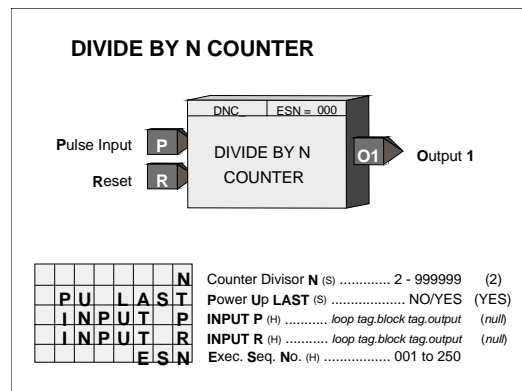 DIVIDE BY N COUNTER
DNC_ ESN = 000
Pulse Input P
DIVIDE BY N
COUNTER
O1 Output 1
Reset R
N Counter Divisor N (S) ............. 2 - 999999 (2)
PU LAST Power Up LAST (S) ................... NO/YES (YES)
INPUT P INPUT P (H) ........... loop tag.block tag.output (null)
INPUT R INPUT R (H) ........... loop tag.block tag.output (null)
ESN Exec. Seq. No. (H) ................. 001 to 250